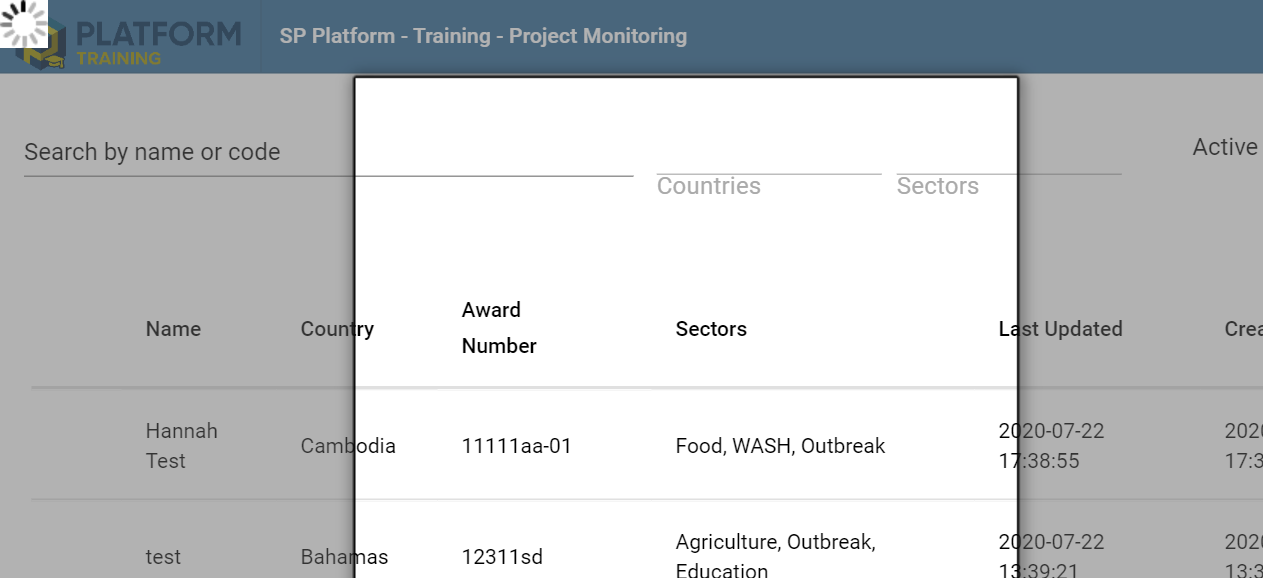 PLATFORM
TRAINING
SP Platform - Training - Project Monitoring
Search by name or code
Countries
Sectors
Active
Name
Country
Award
Number
Sectors
Last Updated
Crea
Hannah
Test
Cambodia
11111aa-01
Food, WASH, Outbreak
2020-07-22
17:38:55
2020
17:3
test
Bahamas
12311sd
Agriculture, Outbreak,
Education
2020-07-22
13:39:21
2020
13:3